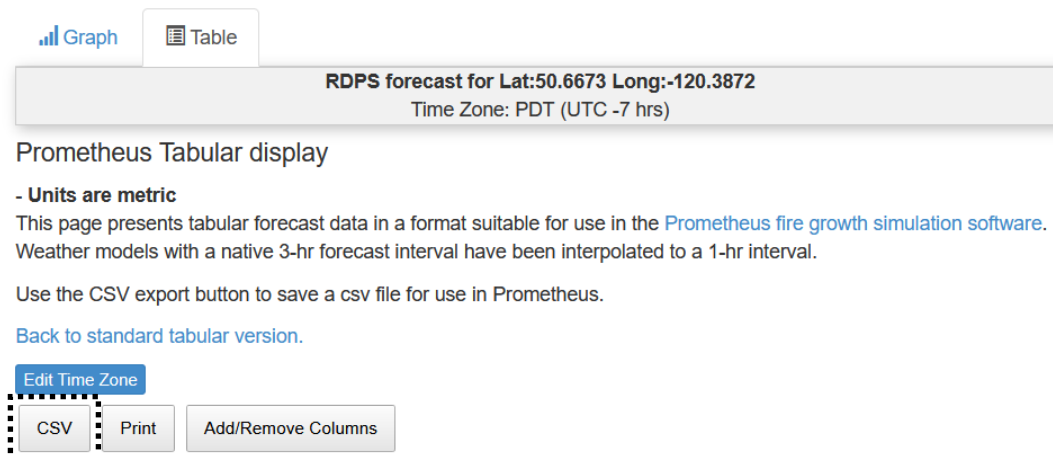 Graph Table
RDPS forecast for Lat:50.6673 Long:-120.3872
Time Zone: PDT (UTC -7 hrs)
Prometheus Tabular display
- Units are metric
This page presents tabular forecast data in a format suitable for use in the Prometheus fire growth simulation software.
Weather models with a native 3-hr forecast interval have been interpolated to a 1-hr interval.
Use the CSV export button to save a csv file for use in Prometheus.
Back to standard tabular version.
Edit Time Zone
CSV Print Add/Remove Columns